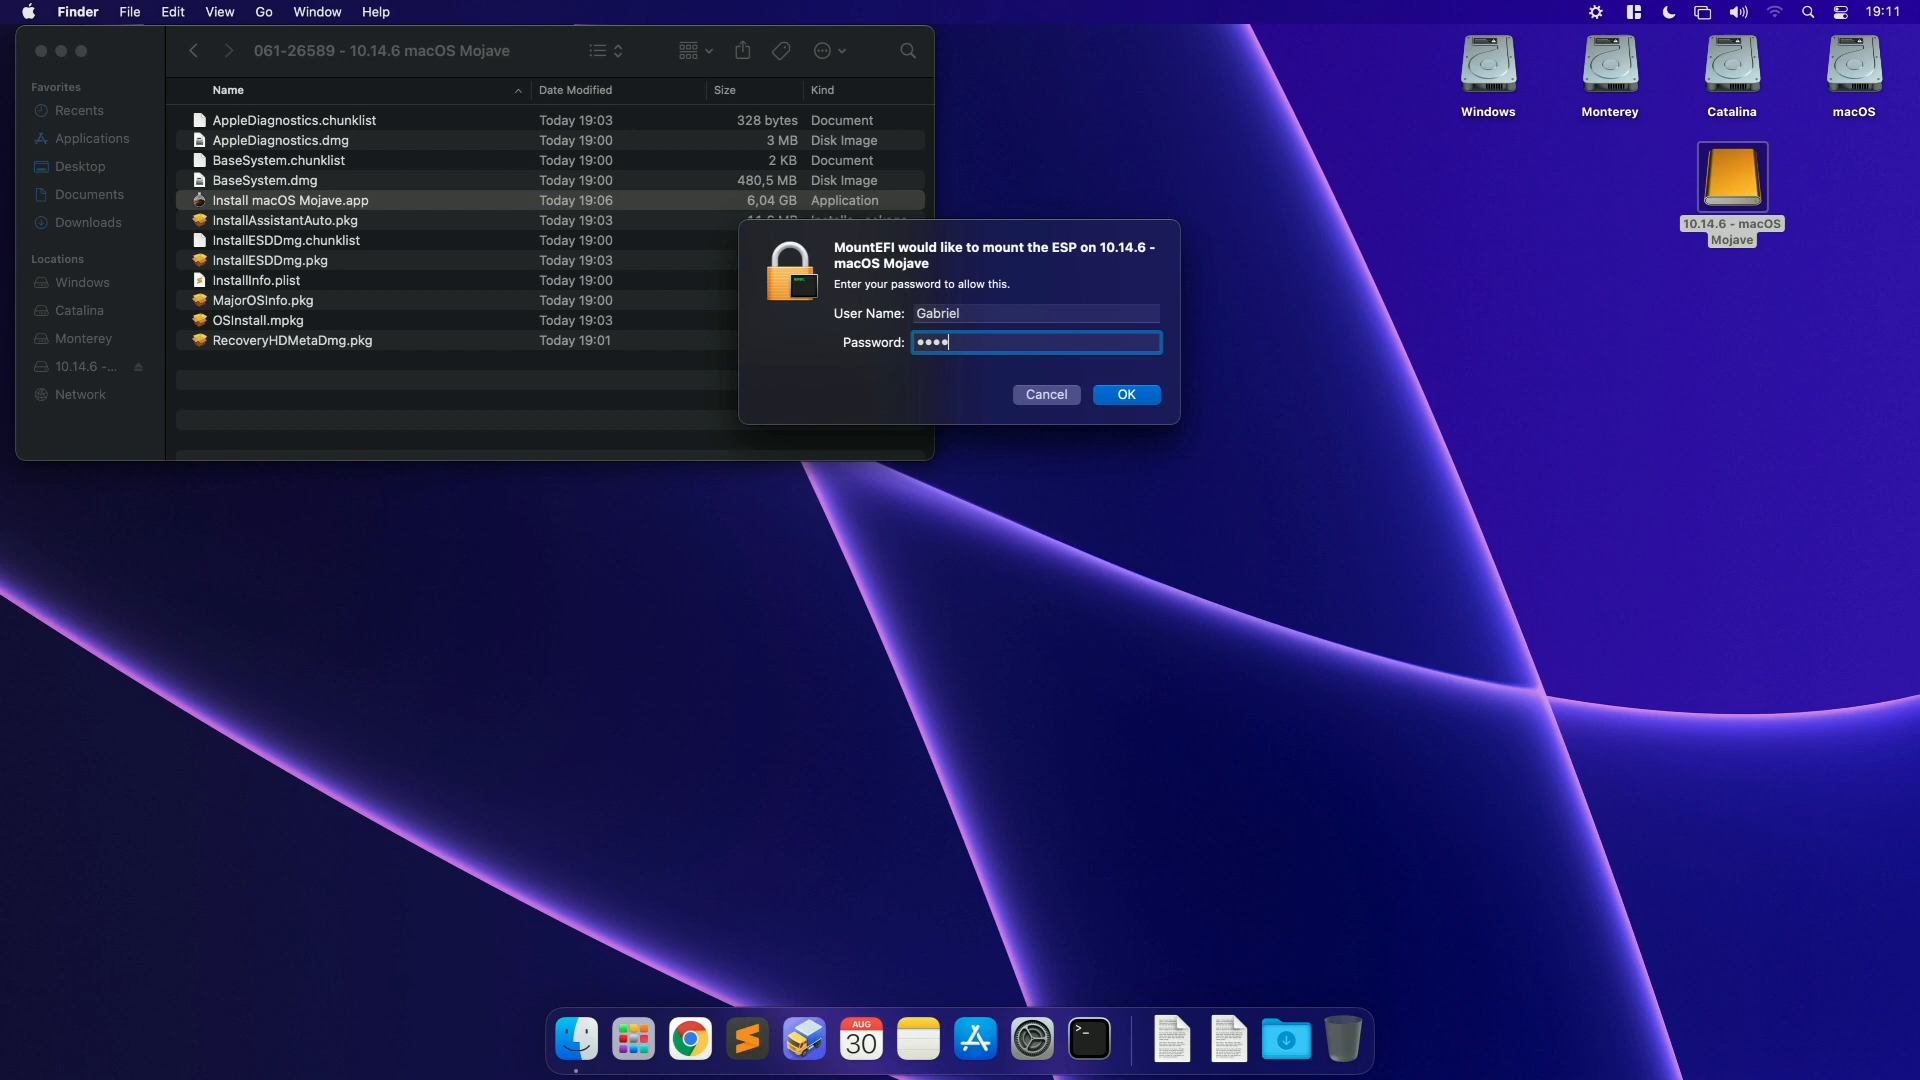 Finder File Edit View Go Window Help 19:11
061-26589 - 10.14.6 macOS Mojave
Favorites
Recents
Applications
Desktop
Documents
Downloads
Locations
Windows
Catalina
Monterey
10.14.6 -...
Network
Name Date Modified Size Kind
AppleDiagnostics.chunklist Today 19:03 328 bytes Document
AppleDiagnostics.dmg Today 19:00 3 MB Disk Image
BaseSystem.chunklist Today 19:00 2 KB Document
BaseSystem.dmg Today 19:00 480,5 MB Disk Image
Install macOS Mojave.app Today 19:06 6,04 GB Application
InstallAssistantAuto.pkg Today 19:03
InstallESDDmg.chunklist Today 19:00
InstallESDDmg.pkg Today 19:03
InstallInfo.plist Today 19:00
MajorOSInfo.pkg Today 19:00
OSInstall.mpkg Today 19:03
RecoveryHDMetaDmg.pkg Today 19:01
MountEFI would like to mount the ESP on 10.14.6 -
macOS Mojave
Enter your password to allow this.
User Name: Gabriel
Password: ••••
Cancel OK
Windows
Monterey
Catalina
macOS
10.14.6 - macOS
Mojave
AUG
30